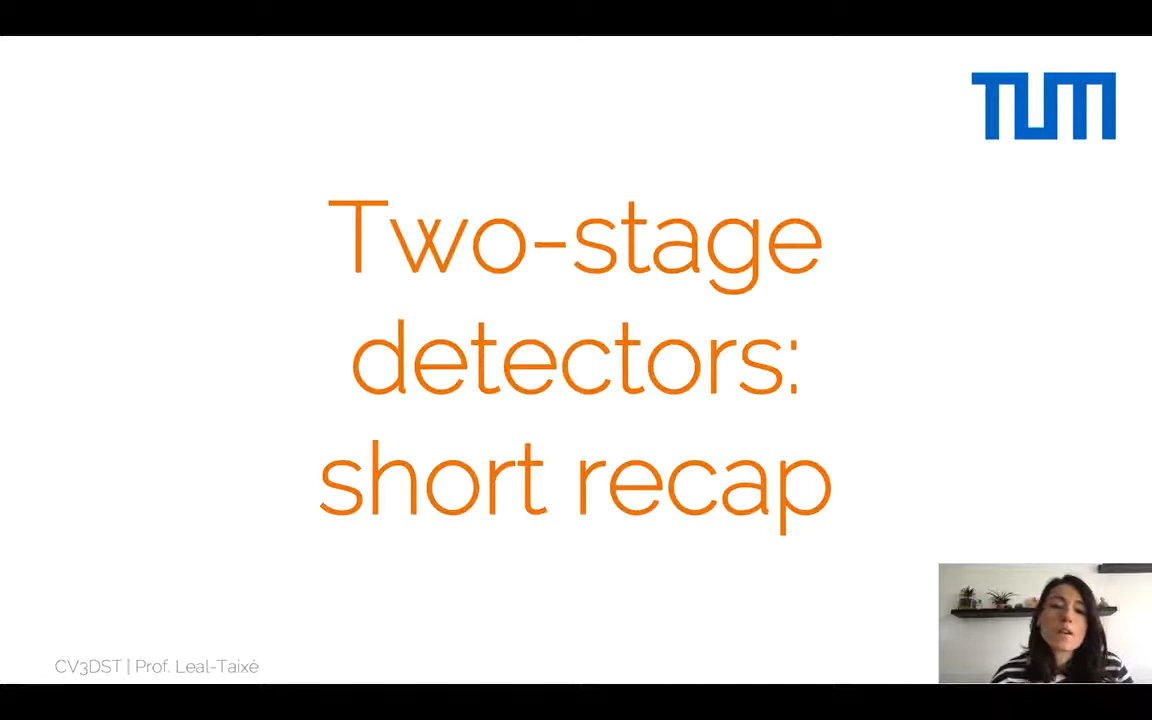 TUM
Two-stage
detectors:
short recap
CV3DST | Prof. Leal-Taixé